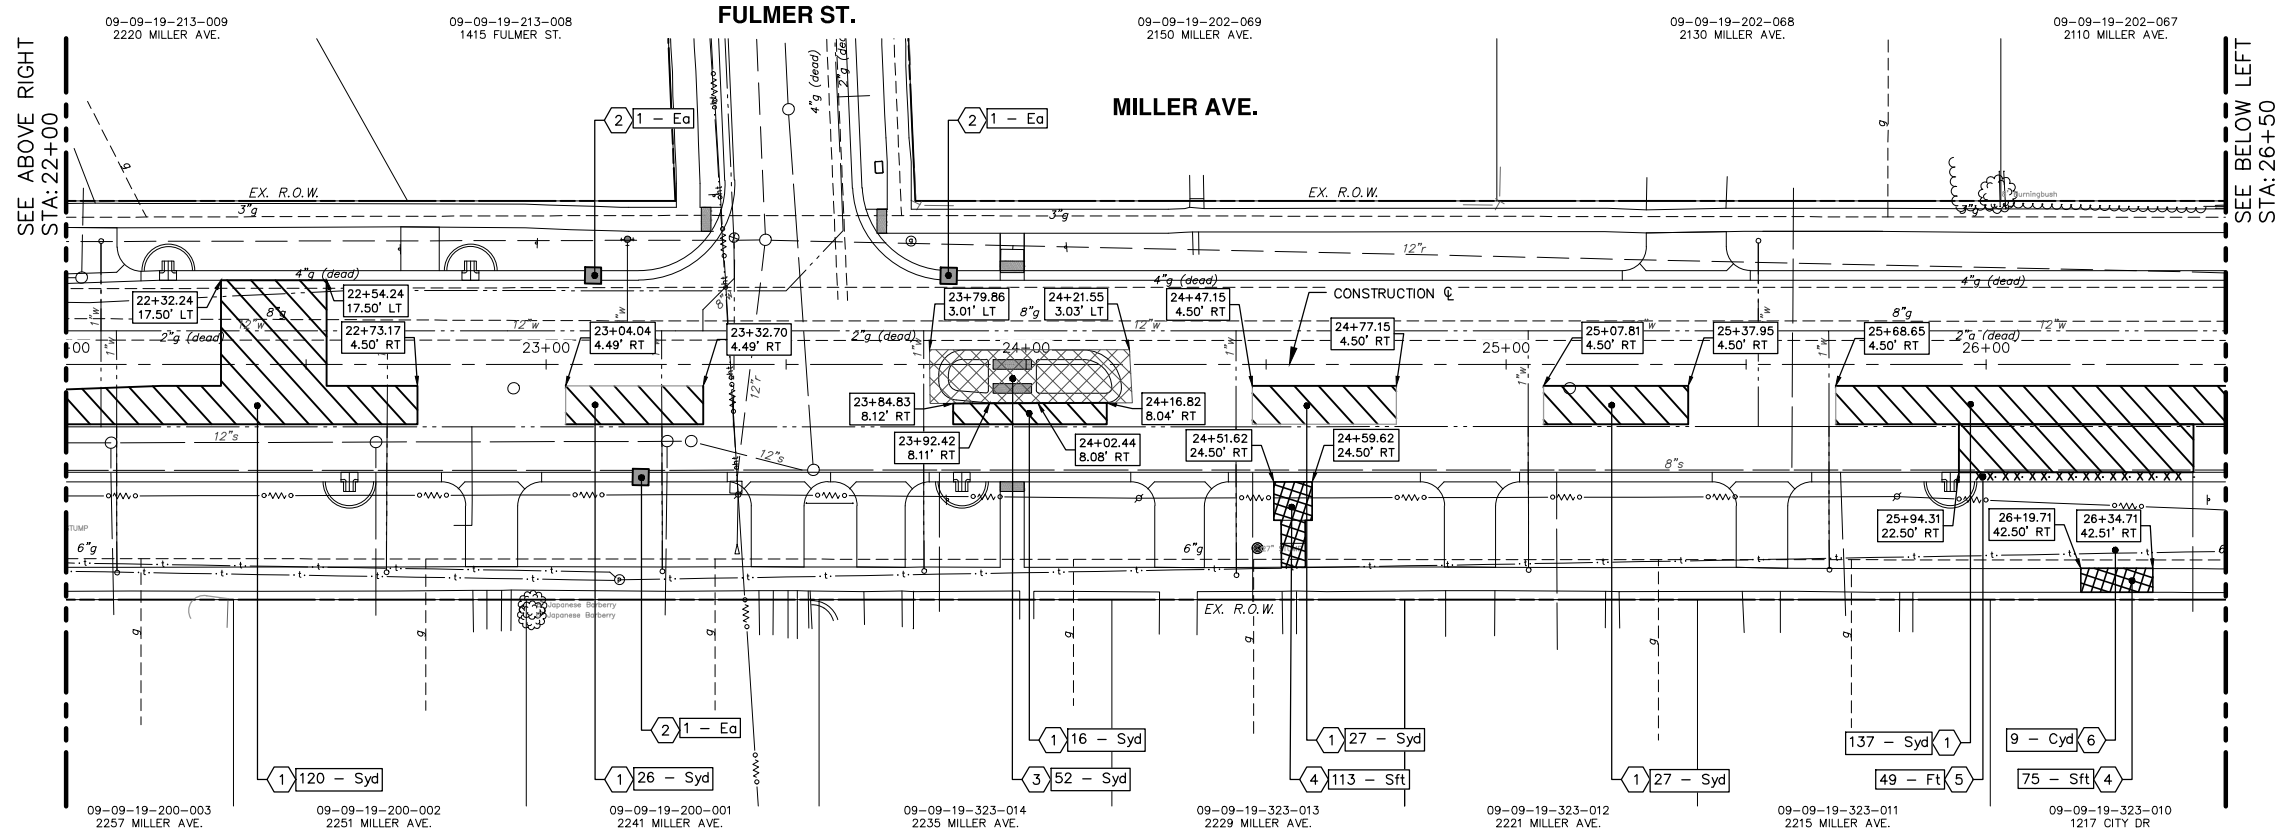 FULMER ST.
09-09-19-213-009
2220 MILLER AVE.
09-09-19-213-008
1415 FULMER ST.
09-09-19-202-069
2150 MILLER AVE.
09-09-19-202-068
2130 MILLER AVE.
09-09-19-202-067
2110 MILLER AVE.
SEE ABOVE RIGHT
STA: 22+00
SEE BELOW LEFT
STA: 26+50
4"g (dead)
2"g (dead)
MILLER AVE.
2 1 - Ea
2 1 - Ea
g
g
EX. R.O.W.
EX. R.O.W.
Burningbush
3"g
3"g
3"g
12"r
4"g (dead)
4"g (dead)
4"g (dead)
22+32.24
17.50' LT
22+54.24
17.50' LT
22+73.17
4.50' RT
23+04.04
4.49' RT
23+32.70
4.49' RT
23+79.86
3.01' LT
24+21.55
3.03' LT
24+47.15
4.50' RT
CONSTRUCTION ℄
24+77.15
4.50' RT
25+07.81
4.50' RT
25+37.95
4.50' RT
25+68.65
4.50' RT
8"g
8"g
8"g
12"w
12"w
12"w
12"w
1"w
1"w
1"w
1"w
1"w
1"w
2"g (dead)
2"g (dead)
00
23+00
24+00
25+00
26+00
12"r
23+84.83
8.12' RT
24+16.82
8.04' RT
23+92.42
8.11' RT
24+02.44
8.08' RT
24+51.62
24.50' RT
24+59.62
24.50' RT
12"s
12"s
8"s
STUMP
25+94.31
22.50' RT
26+19.71
42.50' RT
26+34.71
42.51' RT
6"g
6"g
Japanese Barberry
Japanese Barberry
EX. R.O.W.
g
g
g
g
g
g
g
2 1 - Ea
1 16 - Syd
1 27 - Syd
137 - Syd 1
9 - Cyd 6
1 120 - Syd
1 26 - Syd
3 52 - Syd
4 113 - Sft
1 27 - Syd
49 - Ft 5
75 - Sft 4
09-09-19-200-003
2257 MILLER AVE.
09-09-19-200-002
2251 MILLER AVE.
09-09-19-200-001
2241 MILLER AVE.
09-09-19-323-014
2235 MILLER AVE.
09-09-19-323-013
2229 MILLER AVE.
09-09-19-323-012
2221 MILLER AVE.
09-09-19-323-011
2215 MILLER AVE.
09-09-19-323-010
1217 CITY DR